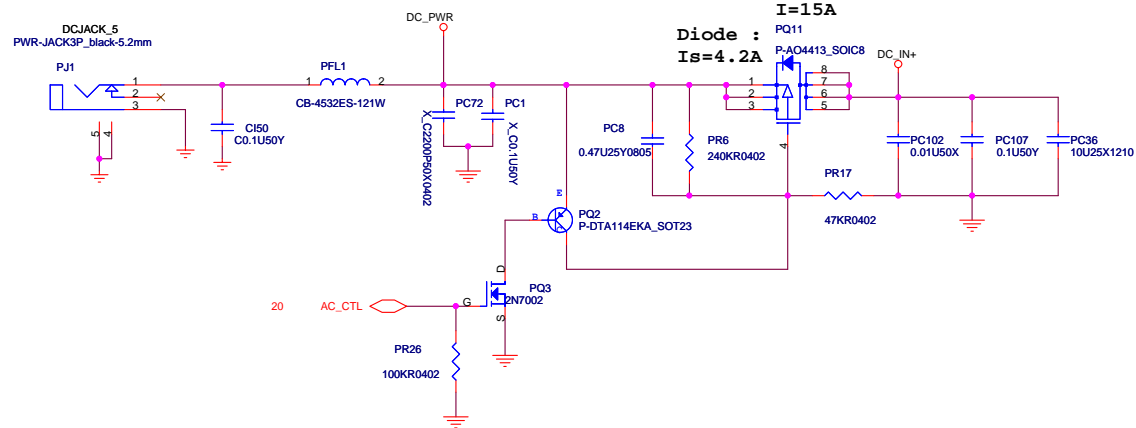 I=15A
Diode :
Is=4.2A
PQ11
P-AO4413_SOIC8
DC_PWR
DC_IN+
DCJACK_5
PWR-JACK3P_black-5.2mm
PJ1
1
2
3
5
4
PFL1
1
2
CB-4532ES-121W
CI50
C0.1U50Y
PC72
X_C2200P50X0402
PC1
X_C0.1U50Y
PC8
0.47U25Y0805
PR6
240KR0402
1
2
3
8
7
6
5
4
PC102
0.01U50X
PC107
0.1U50Y
PC36
10U25X1210
PR17
47KR0402
E
B
PQ2
P-DTA114EKA_SOT23
D
G
S
PQ3
2N7002
20
AC_CTL
PR26
100KR0402